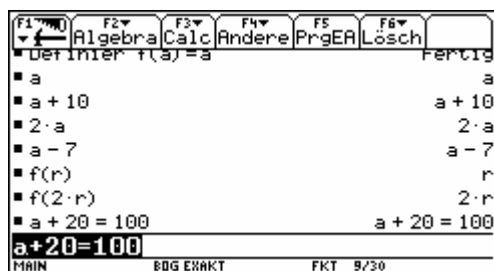 F1 F2 F3 F4 F5 F6
Algebra Calc Andere PrgEA Lösch
Definier f(a)=a Fertig
a a
a + 10 a + 10
2·a 2·a
a - 7 a - 7
f(r) r
f(2·r) 2·r
a + 20 = 100 a + 20 = 100
a+20=100
MAIN BOG EXAKT FKT 9/30